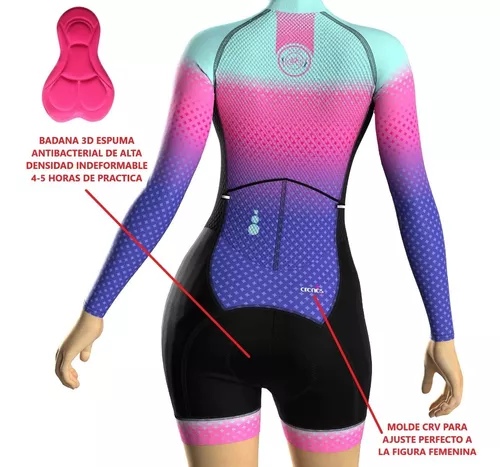 BADANA 3D ESPUMA
ANTIBACTERIAL DE ALTA
DENSIDAD INDEFORMABLE
4-5 HORAS DE PRACTICA
cronos
MOLDE CRV PARA
AJUSTE PERFECTO A
LA FIGURA FEMENINA